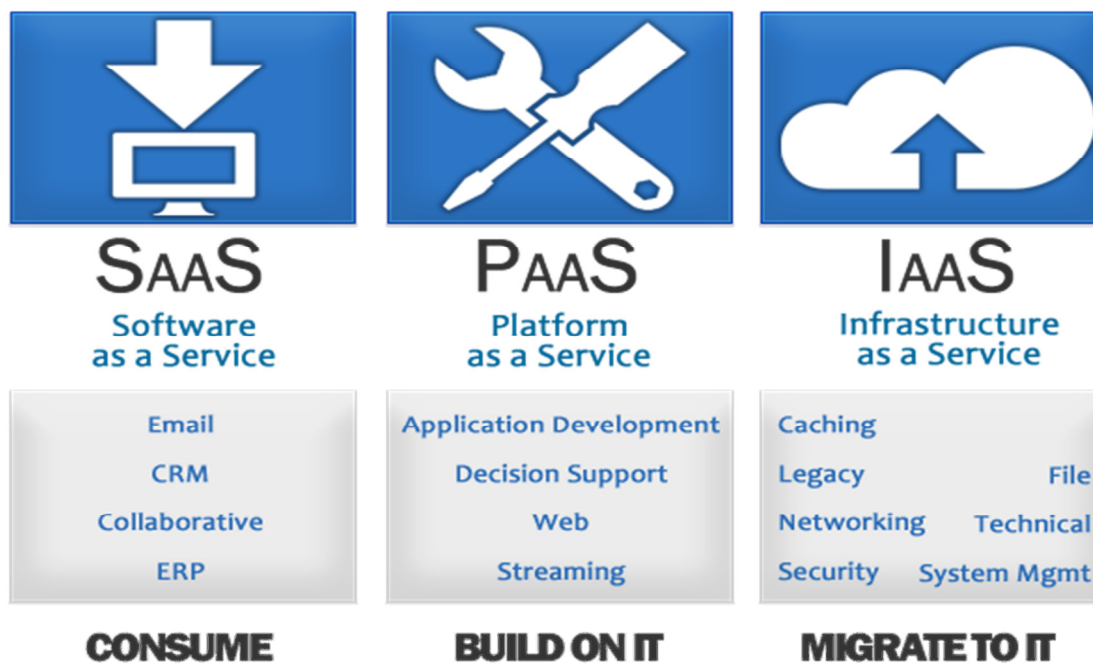 SAAS
Software
as a Service
Email
CRM
Collaborative
ERP
CONSUME
PAAS
Platform
as a Service
Application Development
Decision Support
Web
Streaming
BUILD ON IT
IAAS
Infrastructure
as a Service
Caching
Legacy File
Networking Technical
Security System Mgmt
MIGRATE TO IT